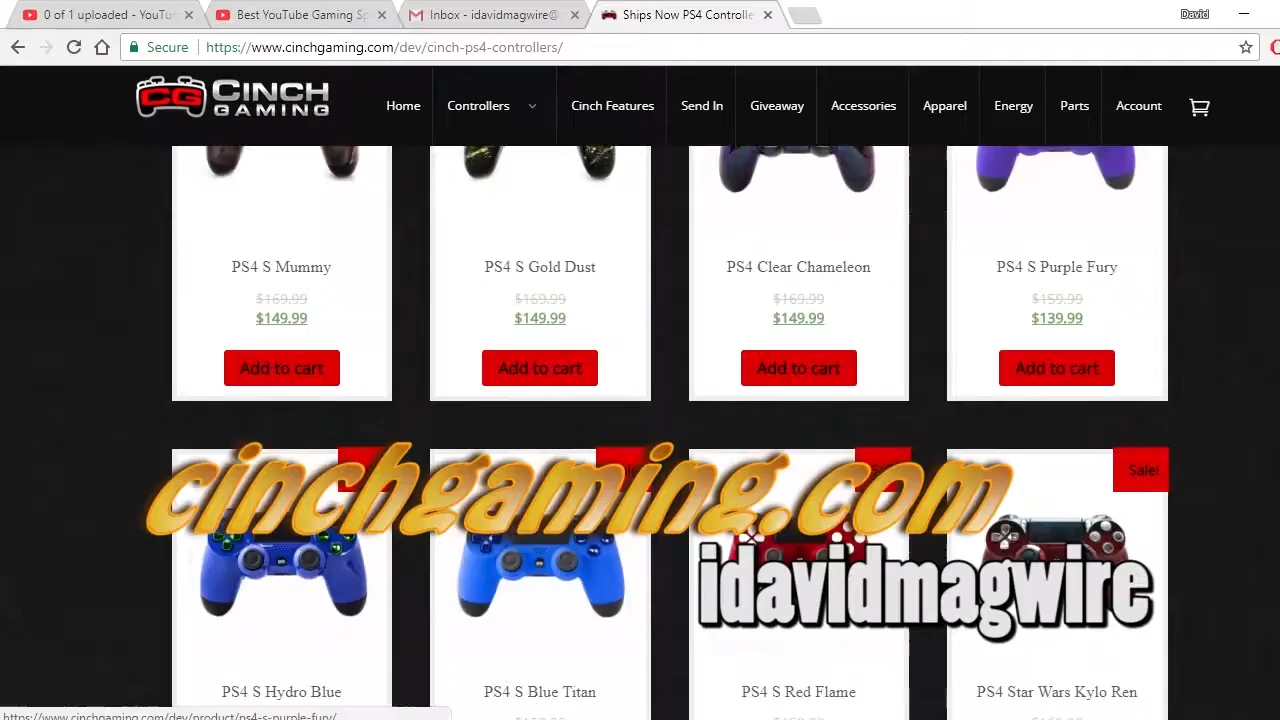 0 of 1 uploaded - YouTu
Best YouTube Gaming Sp
Inbox - idavidmagwire@
Ships Now PS4 Controlle
David
Secure
https://www.cinchgaming.com/dev/cinch-ps4-controllers/
CG CINCH GAMING
Home
Controllers
Cinch Features
Send In
Giveaway
Accessories
Apparel
Energy
Parts
Account
PS4 S Mummy
PS4 S Gold Dust
PS4 Clear Chameleon
PS4 S Purple Fury
$169.99
$169.99
$169.99
$159.99
$149.99
$149.99
$149.99
$139.99
Add to cart
Add to cart
Add to cart
Add to cart
Sale!
cinchgaming.com
idavidmagwire
PS4 S Hydro Blue
PS4 S Blue Titan
PS4 S Red Flame
PS4 Star Wars Kylo Ren
https://www.cinchgaming.com/dev/product/ps4-s-purple-fury/